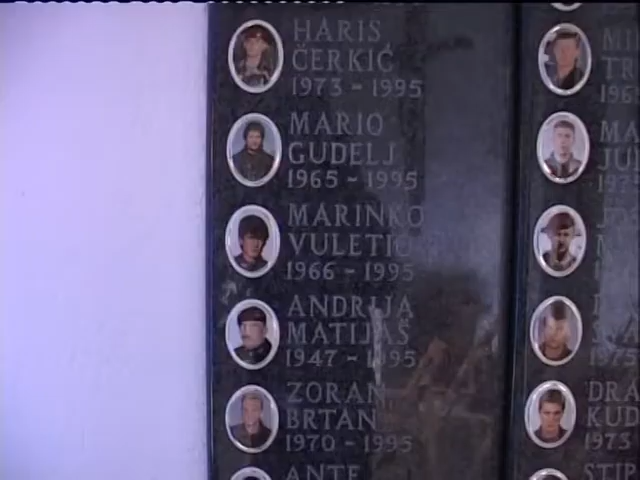 HARIS
ČERKIĆ
1973 - 1995
MARIO
GUDELJ
1965 - 1995
MARINKO
VULETIĆ
1966 - 1995
ANDRIJA
MATIJAŠ
1947 - 1995
ZORAN
BRTAN
1970 - 1995
ANTE
DRA
KUD
1973
STIP